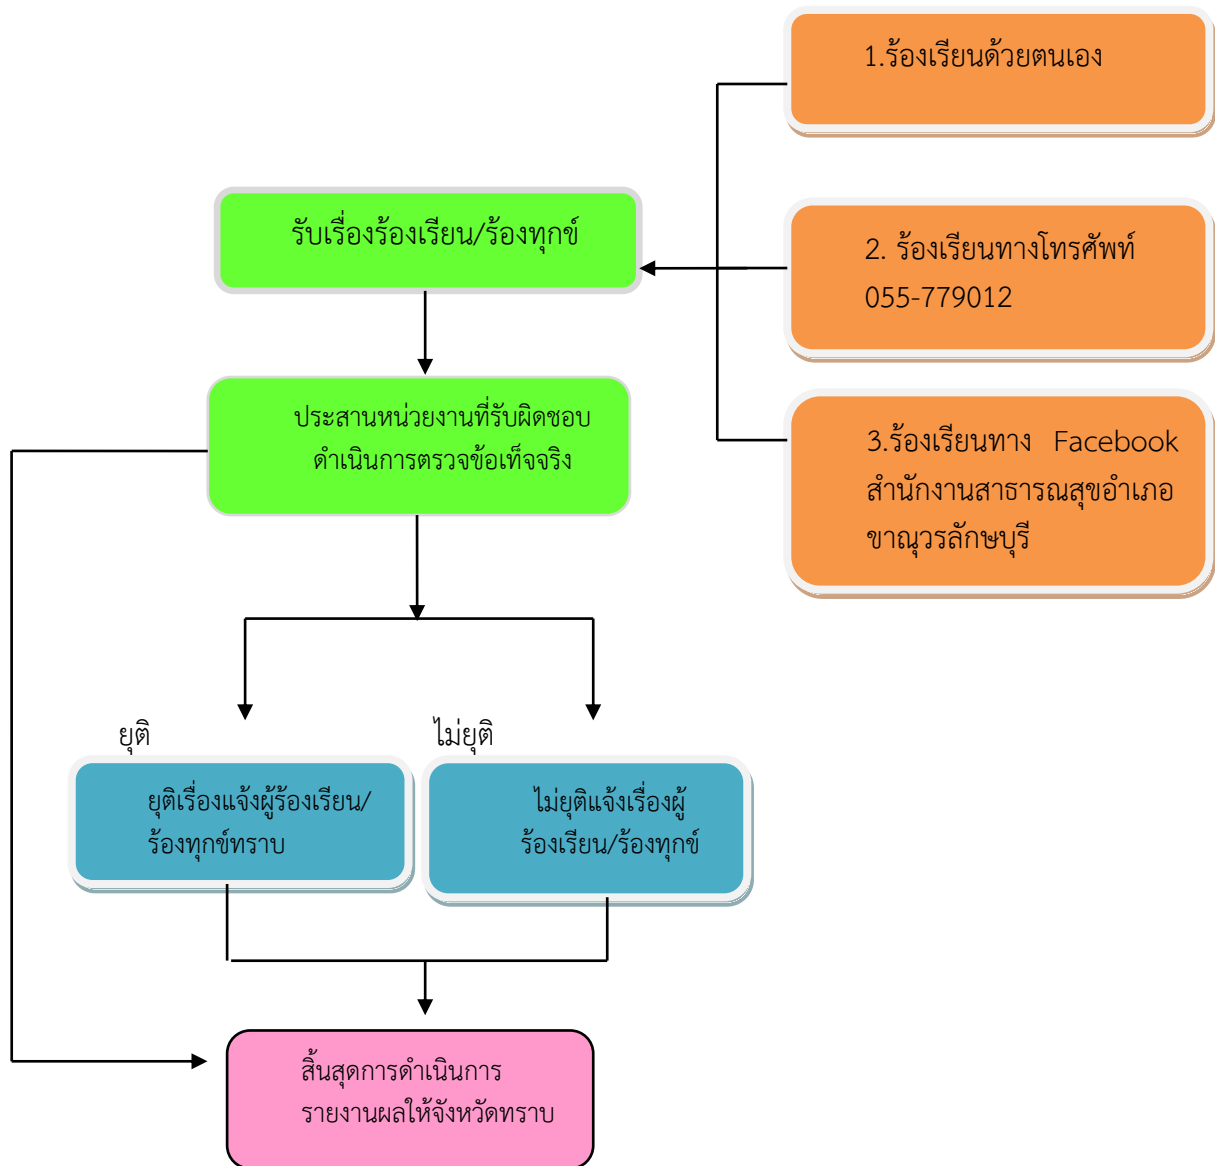 1.ร้องเรียนด้วยตนเอง
รับเรื่องร้องเรียน/ร้องทุกข์
2. ร้องเรียนทางโทรศัพท์
055-779012
ประสานหน่วยงานที่รับผิดชอบ
ดำเนินการตรวจข้อเท็จจริง
3.ร้องเรียนทาง Facebook
สำนักงานสาธารณสุขอำเภอ
ขาณุวรลักษบุรี
ยุติ
ไม่ยุติ
ยุติเรื่องแจ้งผู้ร้องเรียน/
ร้องทุกข์ทราบ
ไม่ยุติแจ้งเรื่องผู้
ร้องเรียน/ร้องทุกข์
สิ้นสุดการดำเนินการ
รายงานผลให้จังหวัดทราบ